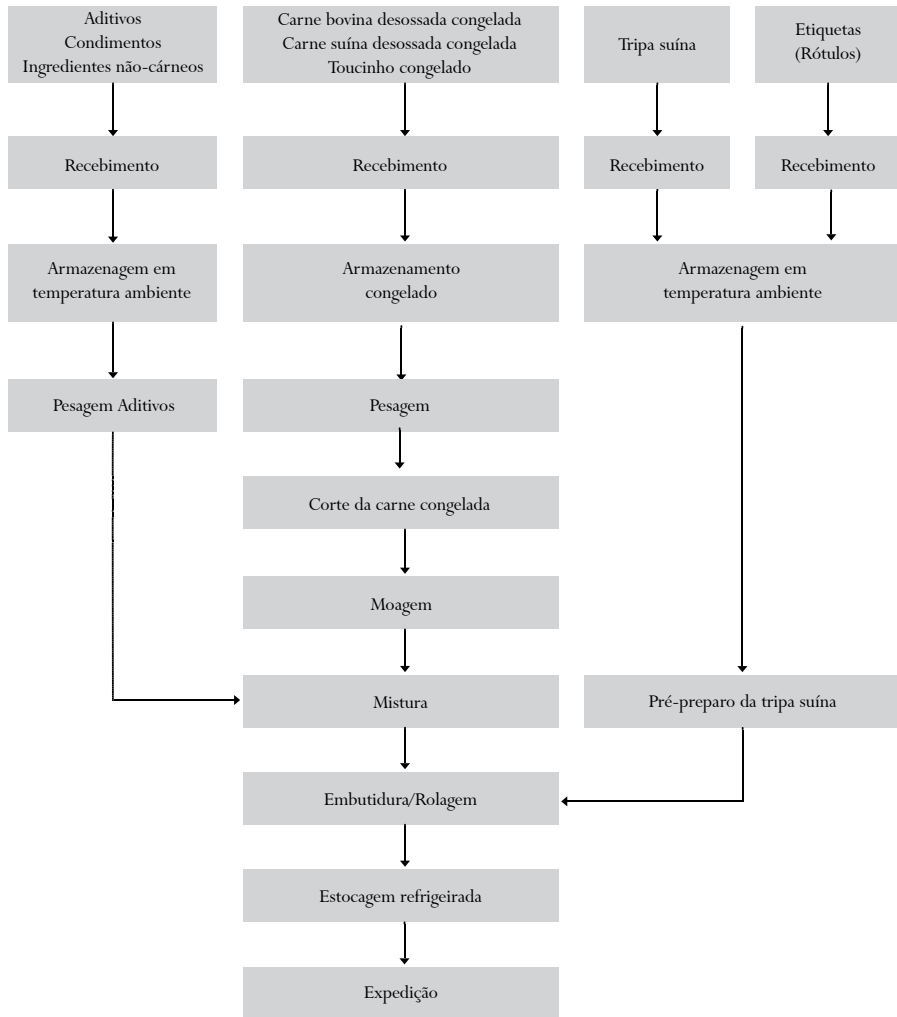 Aditivos
Condimentos
Ingredientes não-cárneos
Carne bovina desossada congelada
Carne suína desossada congelada
Toucinho congelado
Tripa suína
Etiquetas
(Rótulos)
Recebimento
Recebimento
Recebimento
Recebimento
Armazenagem em
temperatura ambiente
Armazenamento
congelado
Armazenagem em
temperatura ambiente
Pesagem Aditivos
Pesagem
Corte da carne congelada
Moagem
Mistura
Pré-preparo da tripa suína
Embutidura/Rolagem
Estocagem refrigeirada
Expedição